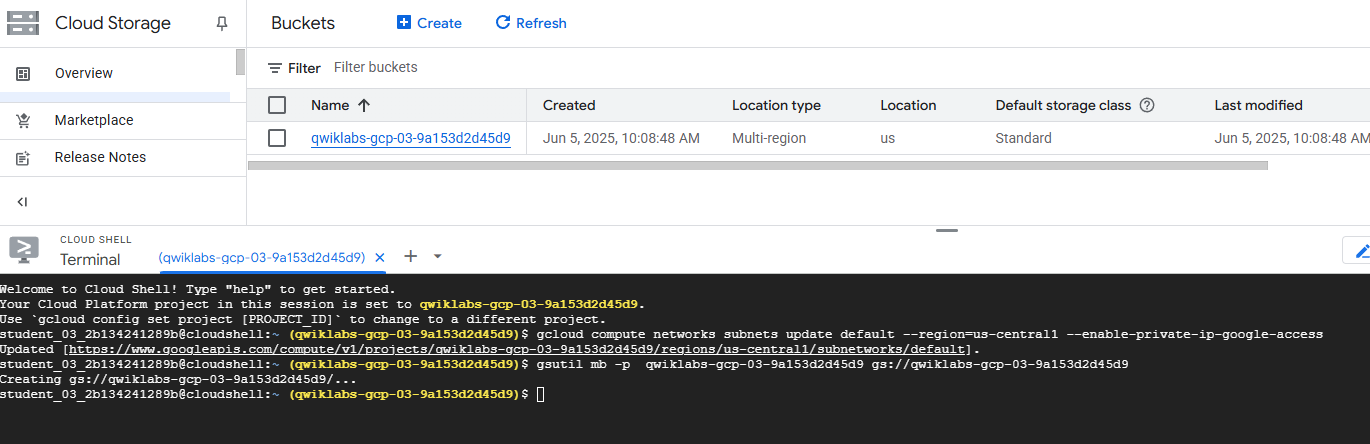 Cloud Storage
Buckets
Create
Refresh
Overview
Marketplace
Release Notes
Filter Filter buckets
Name Created Location type Location Default storage class Last modified
qwiklabs-gcp-03-9a153d2d45d9 Jun 5, 2025, 10:08:48 AM Multi-region us Standard Jun 5, 2025, 10:08:48 AM
CLOUD SHELL
Terminal
(qwiklabs-gcp-03-9a153d2d45d9)
Welcome to Cloud Shell! Type "help" to get started.
Your Cloud Platform project in this session is set to qwiklabs-gcp-03-9a153d2d45d9.
Use `gcloud config set project [PROJECT_ID]` to change to a different project.
student_03_2b134241289b@cloudshell:~ (qwiklabs-gcp-03-9a153d2d45d9)$ gcloud compute networks subnets update default --region=us-central1 --enable-private-ip-google-access
Updated [https://www.googleapis.com/compute/v1/projects/qwiklabs-gcp-03-9a153d2d45d9/regions/us-central1/subnetworks/default].
student_03_2b134241289b@cloudshell:~ (qwiklabs-gcp-03-9a153d2d45d9)$ gsutil mb -p  qwiklabs-gcp-03-9a153d2d45d9 gs://qwiklabs-gcp-03-9a153d2d45d9
Creating gs://qwiklabs-gcp-03-9a153d2d45d9/...
student_03_2b134241289b@cloudshell:~ (qwiklabs-gcp-03-9a153d2d45d9)$